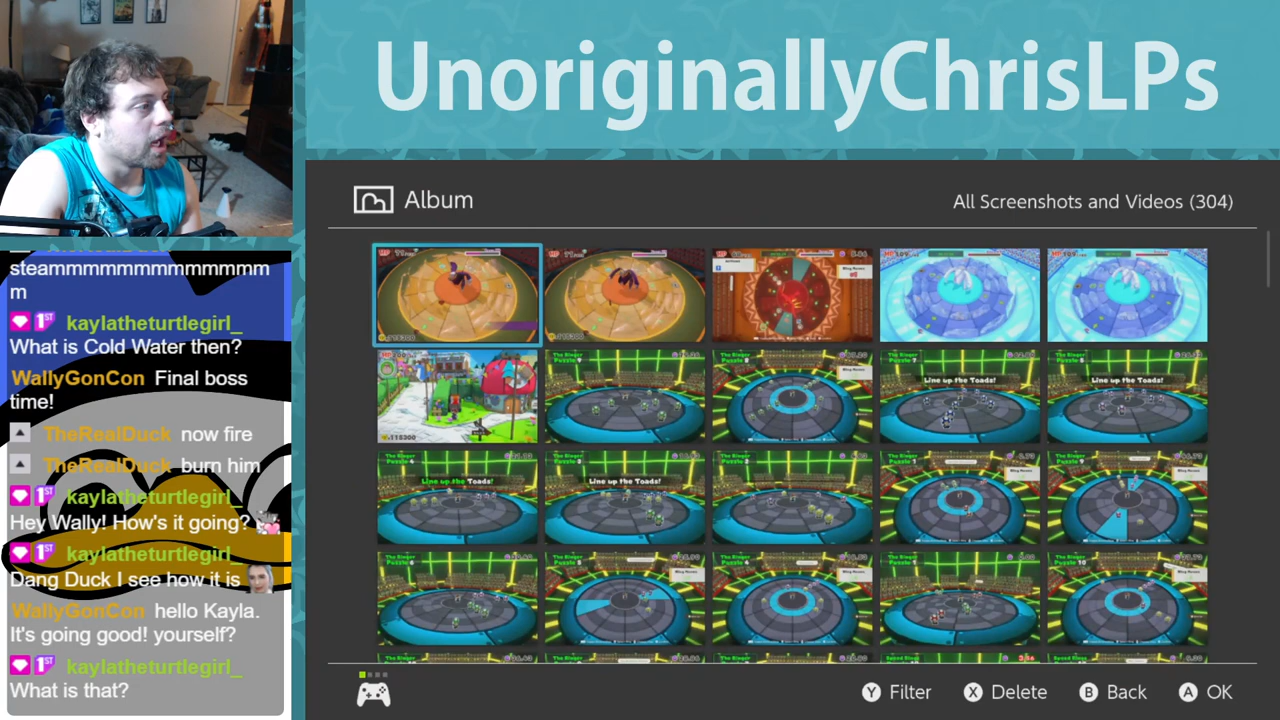 UnoriginallyChrisLPs
Album
All Screenshots and Videos (304)
steammmmmmmmmmmmm
m
kaylatheturtlegirl_
What is Cold Water then?
WallyGonCon Final boss
time!
TheRealDuck now fire
TheRealDuck burn him
kaylatheturtlegirl_
Hey Wally! How's it going?
kaylatheturtlegirl_
Dang Duck I see how it is
WallyGonCon hello Kayla.
It's going good! yourself?
kaylatheturtlegirl_
What is that?
Line up the Toads!
Line up the Toads!
Line up the Toads!
Line up the Toads!
Y Filter
X Delete
B Back
A OK